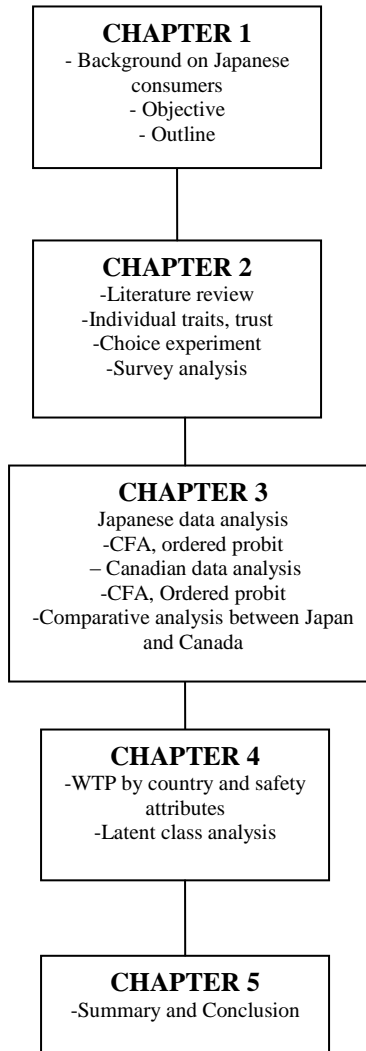 CHAPTER 1
- Background on Japanese
consumers
- Objective
- Outline
CHAPTER 2
-Literature review
-Individual traits, trust
-Choice experiment
-Survey analysis
CHAPTER 3
Japanese data analysis
-CFA, ordered probit
– Canadian data analysis
-CFA, Ordered probit
-Comparative analysis between Japan
and Canada
CHAPTER 4
-WTP by country and safety
attributes
-Latent class analysis
CHAPTER 5
-Summary and Conclusion